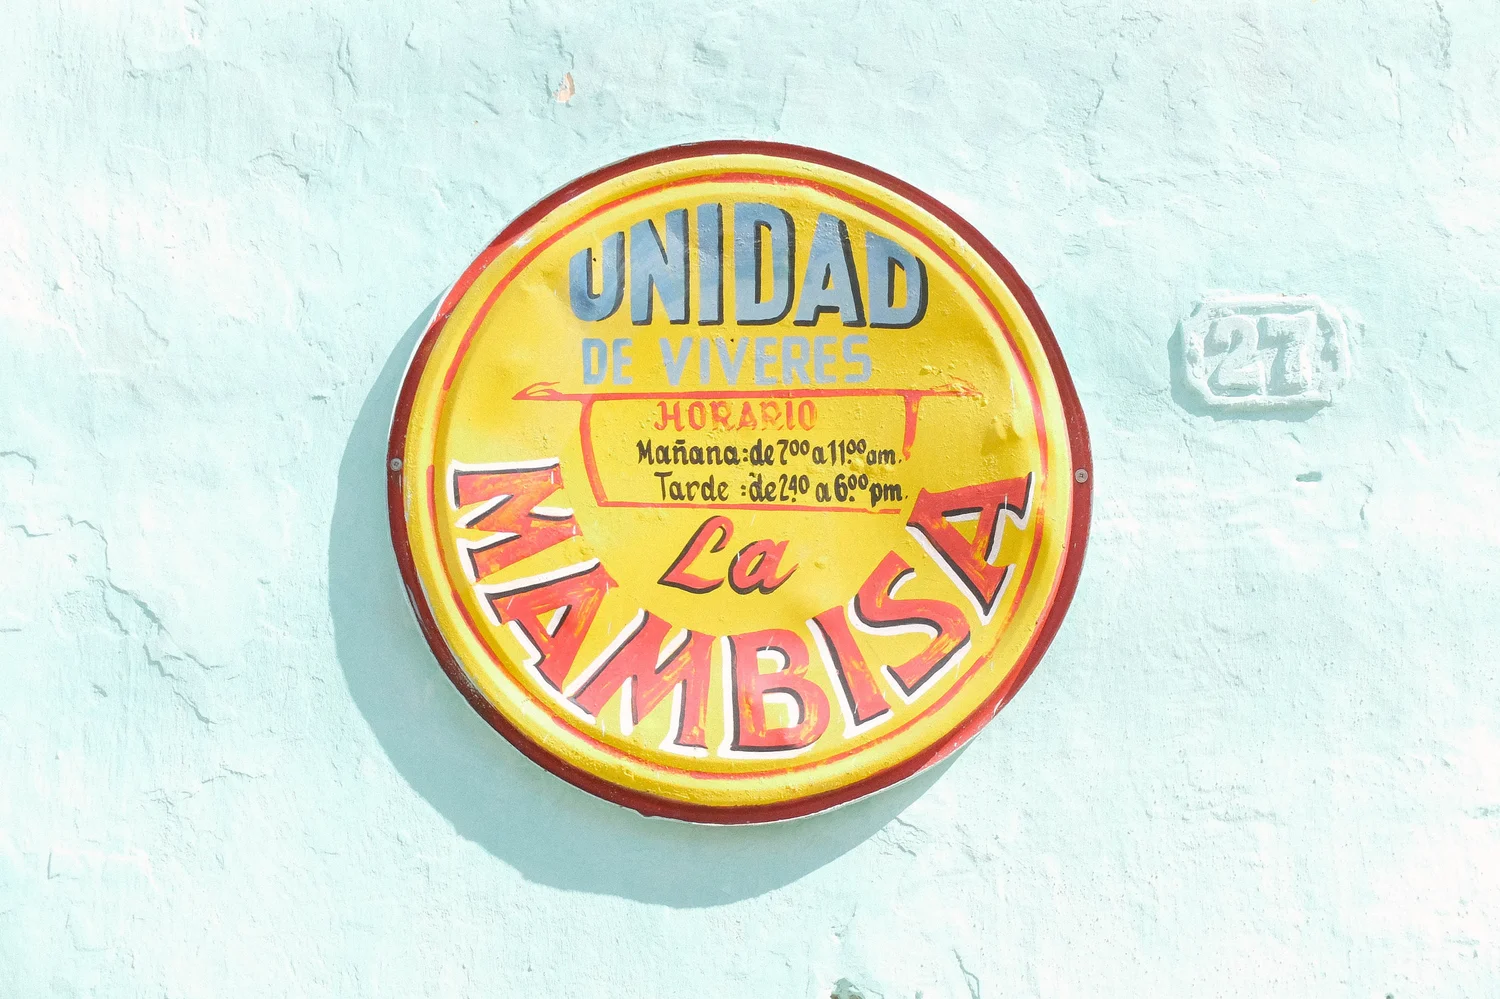 UNIDAD
DE VIVERES
HORARIO
Mañana:de 7⁰⁰ a 11⁰⁰ am.
Tarde :de 2⁴⁰ a 6⁰⁰ pm.
La
MAMBISA
27